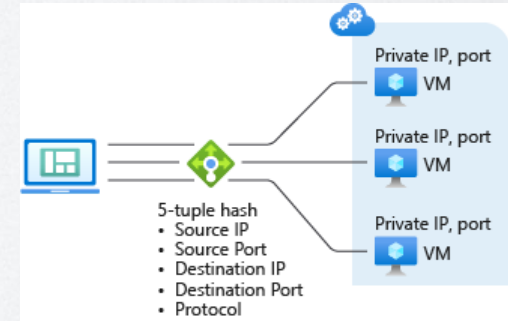 Private IP, port
VM
Private IP, port
VM
Private IP, port
VM
5-tuple hash
• Source IP
• Source Port
• Destination IP
• Destination Port
• Protocol